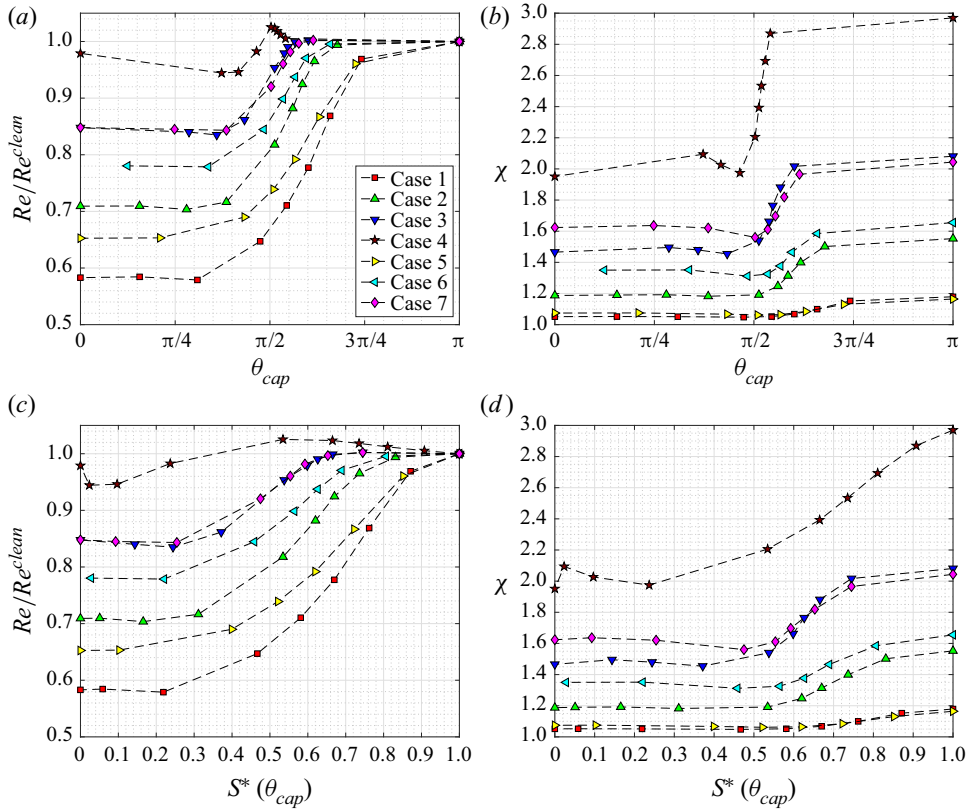 (a)
Re/Re^clean
1.0
0.9
0.8
0.7
0.6
0.5
Case 1
Case 2
Case 3
Case 4
Case 5
Case 6
Case 7
0 π/4 π/2 3π/4 π
θcap
(b)
χ
3.0
2.8
2.6
2.4
2.2
2.0
1.8
1.6
1.4
1.2
1.0
0 π/4 π/2 3π/4 π
θcap
(c)
Re/Re^clean
1.0
0.9
0.8
0.7
0.6
0.5
0 0.1 0.2 0.3 0.4 0.5 0.6 0.7 0.8 0.9 1.0
S* (θcap)
(d)
χ
3.0
2.8
2.6
2.4
2.2
2.0
1.8
1.6
1.4
1.2
1.0
0 0.1 0.2 0.3 0.4 0.5 0.6 0.7 0.8 0.9 1.0
S* (θcap)